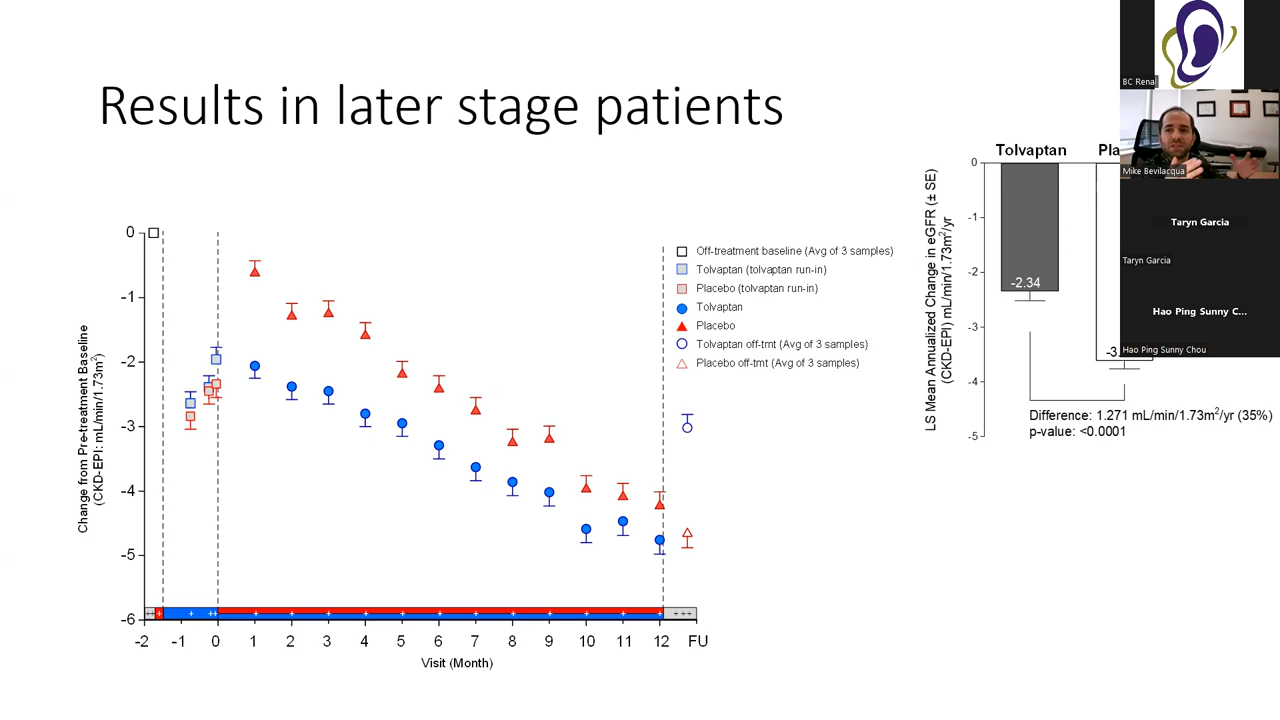 Results in later stage patients
BC Renal
Mike Bevilacqua
Taryn Garcia
Taryn Garcia
Hao Ping Sunny C...
Hao Ping Sunny Chou
Change from Pre-treatment Baseline
(CKD-EPI: mL/min/1.73m²)
0
-1
-2
-3
-4
-5
-6
-2 -1 0 1 2 3 4 5 6 7 8 9 10 11 12 FU
Visit (Month)
Off-treatment baseline (Avg of 3 samples)
Tolvaptan (tolvaptan run-in)
Placebo (tolvaptan run-in)
Tolvaptan
Placebo
Tolvaptan off-tmt (Avg of 3 samples)
Placebo off-tmt (Avg of 3 samples)
LS Mean Annualized Change in eGFR (± SE)
(CKD-EPI) mL/min/1.73m²/yr
Tolvaptan Pla
0
-1
-2
-3
-4
-5
-2.34
-3.
Difference: 1.271 mL/min/1.73m²/yr (35%)
p-value: <0.0001